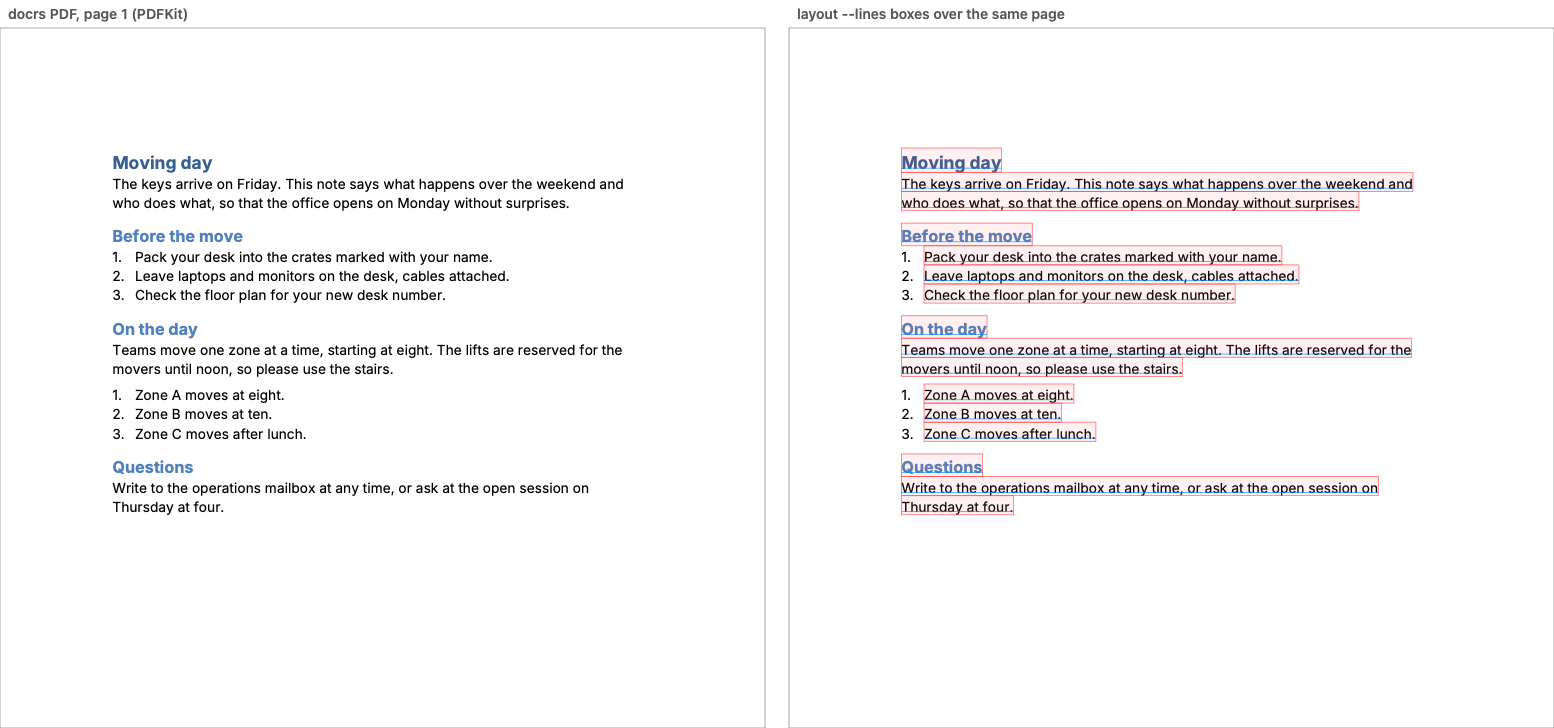 docrs PDF, page 1 (PDFKit)
Moving day
The keys arrive on Friday. This note says what happens over the weekend and
who does what, so that the office opens on Monday without surprises.
Before the move
1. Pack your desk into the crates marked with your name.
2. Leave laptops and monitors on the desk, cables attached.
3. Check the floor plan for your new desk number.
On the day
Teams move one zone at a time, starting at eight. The lifts are reserved for the
movers until noon, so please use the stairs.
1. Zone A moves at eight.
2. Zone B moves at ten.
3. Zone C moves after lunch.
Questions
Write to the operations mailbox at any time, or ask at the open session on
Thursday at four.
layout --lines boxes over the same page
Moving day
The keys arrive on Friday. This note says what happens over the weekend and
who does what, so that the office opens on Monday without surprises.
Before the move
1. Pack your desk into the crates marked with your name.
2. Leave laptops and monitors on the desk, cables attached.
3. Check the floor plan for your new desk number.
On the day
Teams move one zone at a time, starting at eight. The lifts are reserved for the
movers until noon, so please use the stairs.
1. Zone A moves at eight.
2. Zone B moves at ten.
3. Zone C moves after lunch.
Questions
Write to the operations mailbox at any time, or ask at the open session on
Thursday at four.